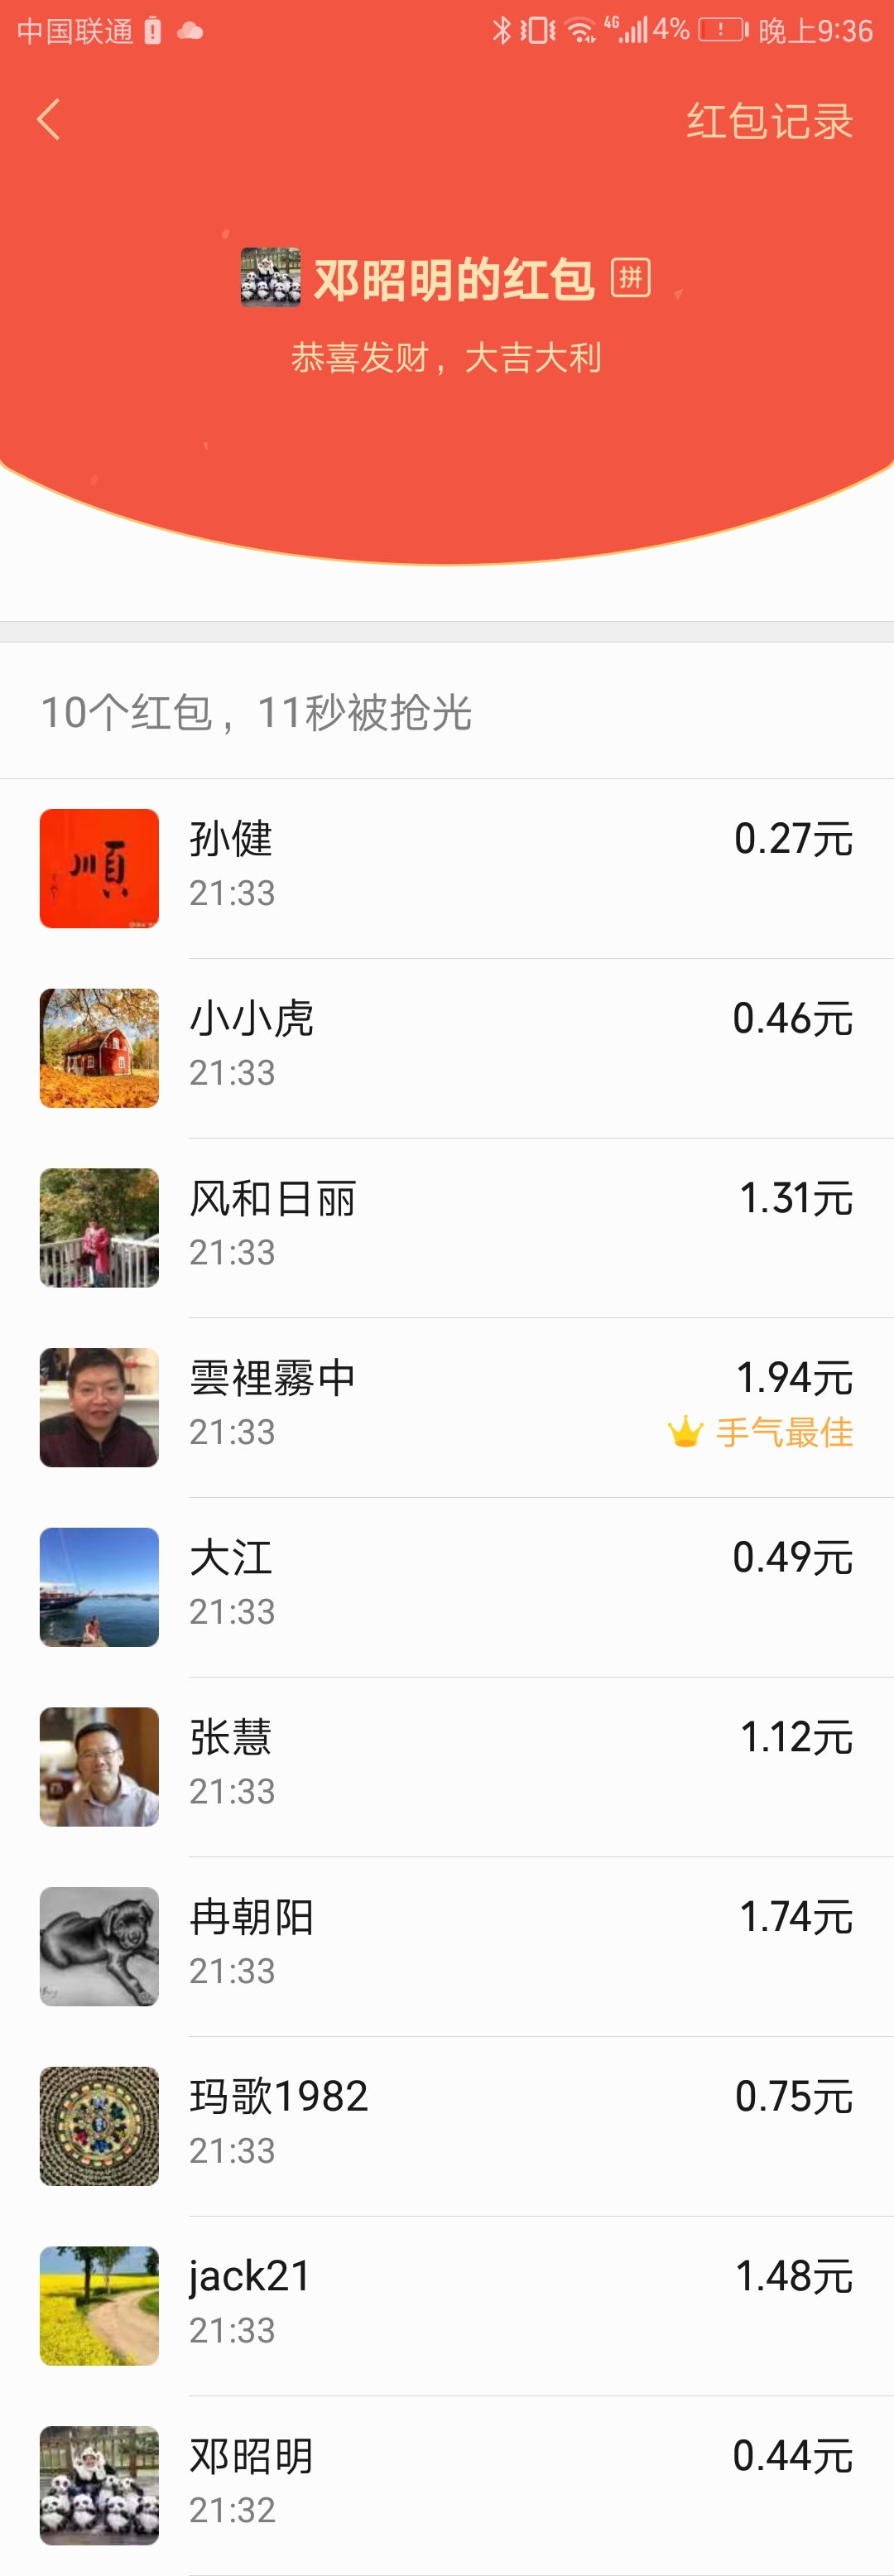 中国联通 4G 4% 晚上9:36
红包记录
邓昭明的红包 拼
恭喜发财，大吉大利
10个红包，11秒被抢光
順
孙健 0.27元
21:33
小小虎 0.46元
21:33
风和日丽 1.31元
21:33
雲裡霧中 1.94元
21:33 手气最佳
大江 0.49元
21:33
张慧 1.12元
21:33
冉朝阳 1.74元
21:33
玛歌1982 0.75元
21:33
jack21 1.48元
21:33
邓昭明 0.44元
21:32